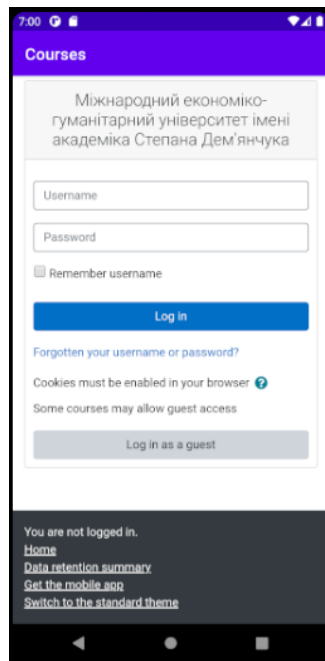 7:00
Courses
Міжнародний економіко-
гуманітарний університет імені
академіка Степана Дем'янчука
Username
Password
Remember username
Log in
Forgotten your username or password?
Cookies must be enabled in your browser ?
Some courses may allow guest access
Log in as a guest
You are not logged in.
Home
Data retention summary
Get the mobile app
Switch to the standard theme